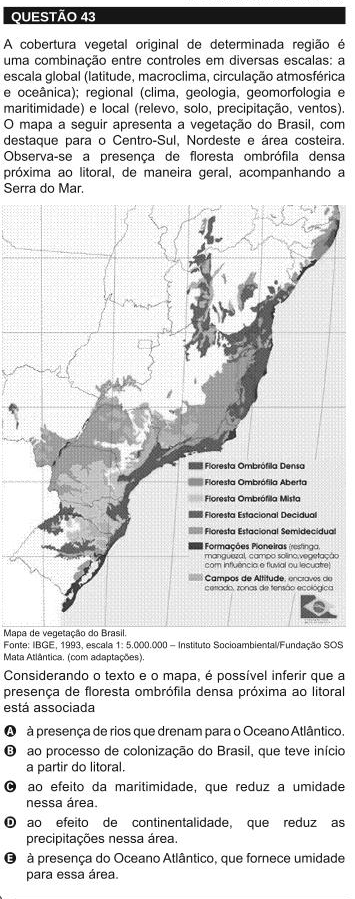 QUESTÃO 43
A cobertura vegetal original de determinada região é
uma combinação entre controles em diversas escalas: a
escala global (latitude, macroclima, circulação atmosférica
e oceânica); regional (clima, geologia, geomorfologia e
maritimidade) e local (relevo, solo, precipitação, ventos).
O mapa a seguir apresenta a vegetação do Brasil, com
destaque para o Centro-Sul, Nordeste e área costeira.
Observa-se a presença de floresta ombrófila densa
próxima ao litoral, de maneira geral, acompanhando a
Serra do Mar.
Floresta Ombrófila Densa
Floresta Ombrófila Aberta
Floresta Ombrófila Mista
Floresta Estacional Decidual
Floresta Estacional Semidecidual
Formações Pioneiras (restinga,
manguezal, campo salino,vegetação
com influência e fluvial ou lecuatre)
Campos de Altitude, encraves de
cerrado, zonas de tensão ecológica
Mapa de vegetação do Brasil.
Fonte: IBGE, 1993, escala 1: 5.000.000 – Instituto Socioambiental/Fundação SOS
Mata Atlântica. (com adaptações).
Considerando o texto e o mapa, é possível inferir que a
presença de floresta ombrófila densa próxima ao litoral
está associada
A à presença de rios que drenam para o Oceano Atlântico.
B ao processo de colonização do Brasil, que teve início
a partir do litoral.
C ao efeito da maritimidade, que reduz a umidade
nessa área.
D ao efeito de continentalidade, que reduz as
precipitações nessa área.
E à presença do Oceano Atlântico, que fornece umidade
para essa área.